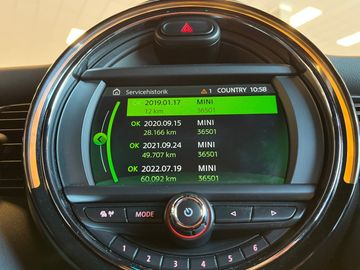 Servicehistorik 1 COUNTRY 10:58
OK 2019.01.17 MINI
12 km 36501
OK 2020.09.15 MINI
28.166 km 36501
OK 2021.09.24 MINI
49.707 km 36501
OK 2022.07.19 MINI
60.092 km 36501
MODE
1 2 3 4 5 6